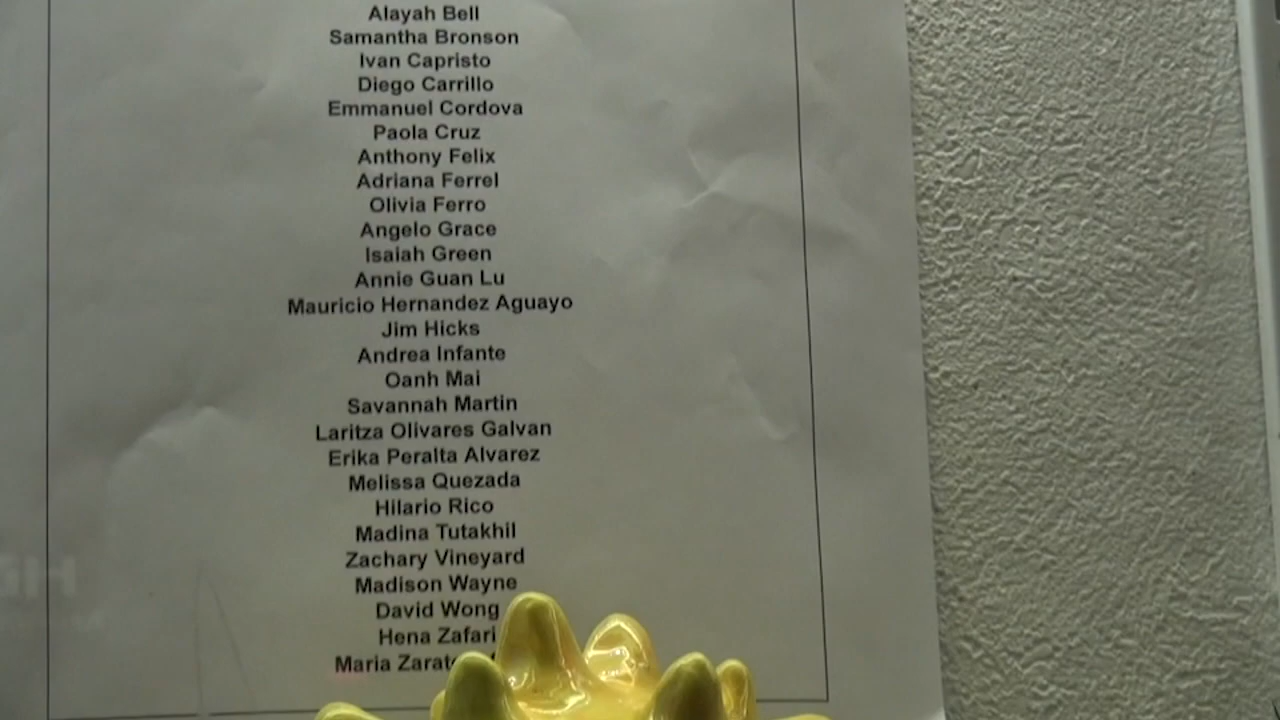 Alayah Bell
Samantha Bronson
Ivan Capristo
Diego Carrillo
Emmanuel Cordova
Paola Cruz
Anthony Felix
Adriana Ferrel
Olivia Ferro
Angelo Grace
Isaiah Green
Annie Guan Lu
Mauricio Hernandez Aguayo
Jim Hicks
Andrea Infante
Oanh Mai
Savannah Martin
Laritza Olivares Galvan
Erika Peralta Alvarez
Melissa Quezada
Hilario Rico
Madina Tutakhil
Zachary Vineyard
Madison Wayne
David Wong
Hena Zafari
Maria